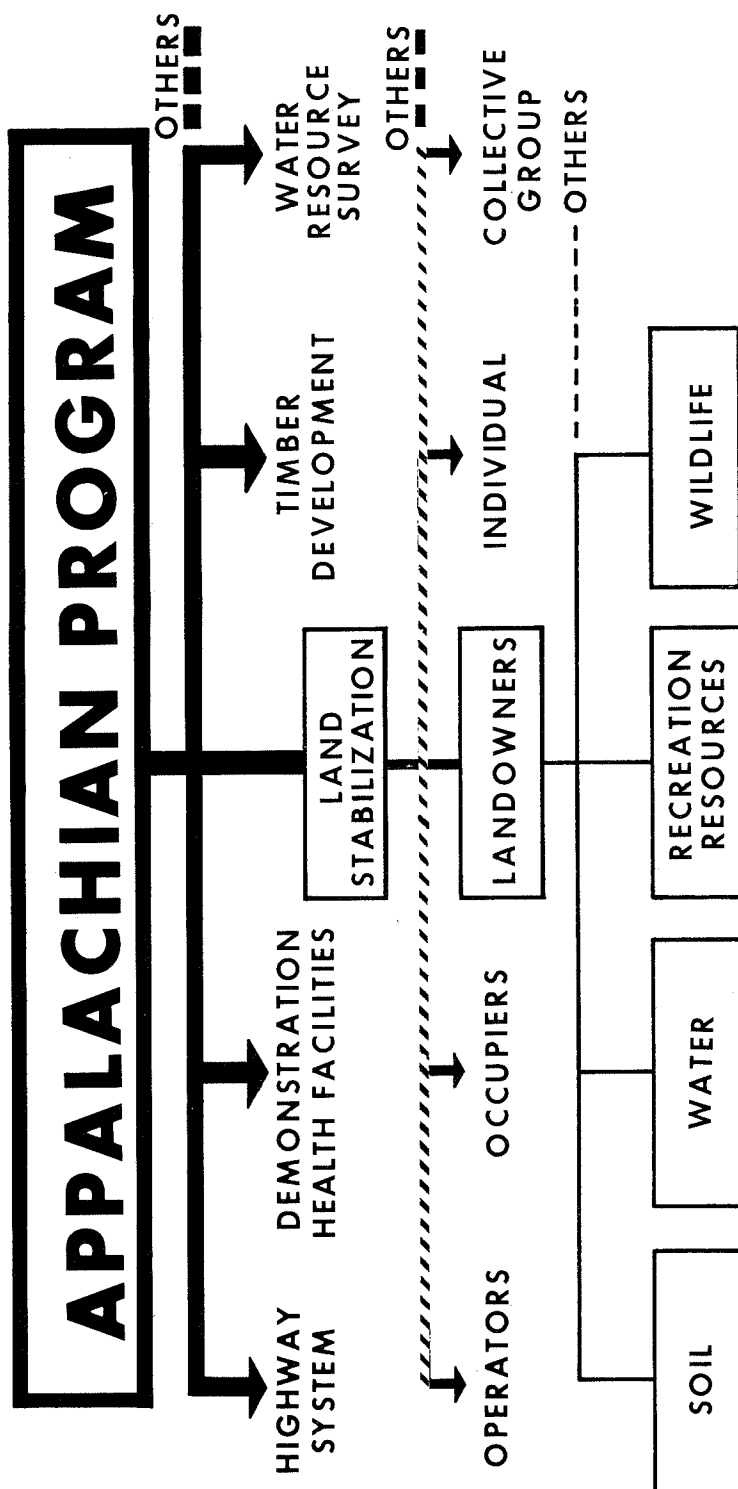 APPALACHIAN PROGRAM
OTHERS
HIGHWAY
SYSTEM
DEMONSTRATION
HEALTH FACILITIES
LAND
STABILIZATION
TIMBER
DEVELOPMENT
WATER
RESOURCE
SURVEY
OTHERS
OPERATORS
OCCUPIERS
LANDOWNERS
INDIVIDUAL
COLLECTIVE
GROUP
OTHERS
SOIL
WATER
RECREATION
RESOURCES
WILDLIFE